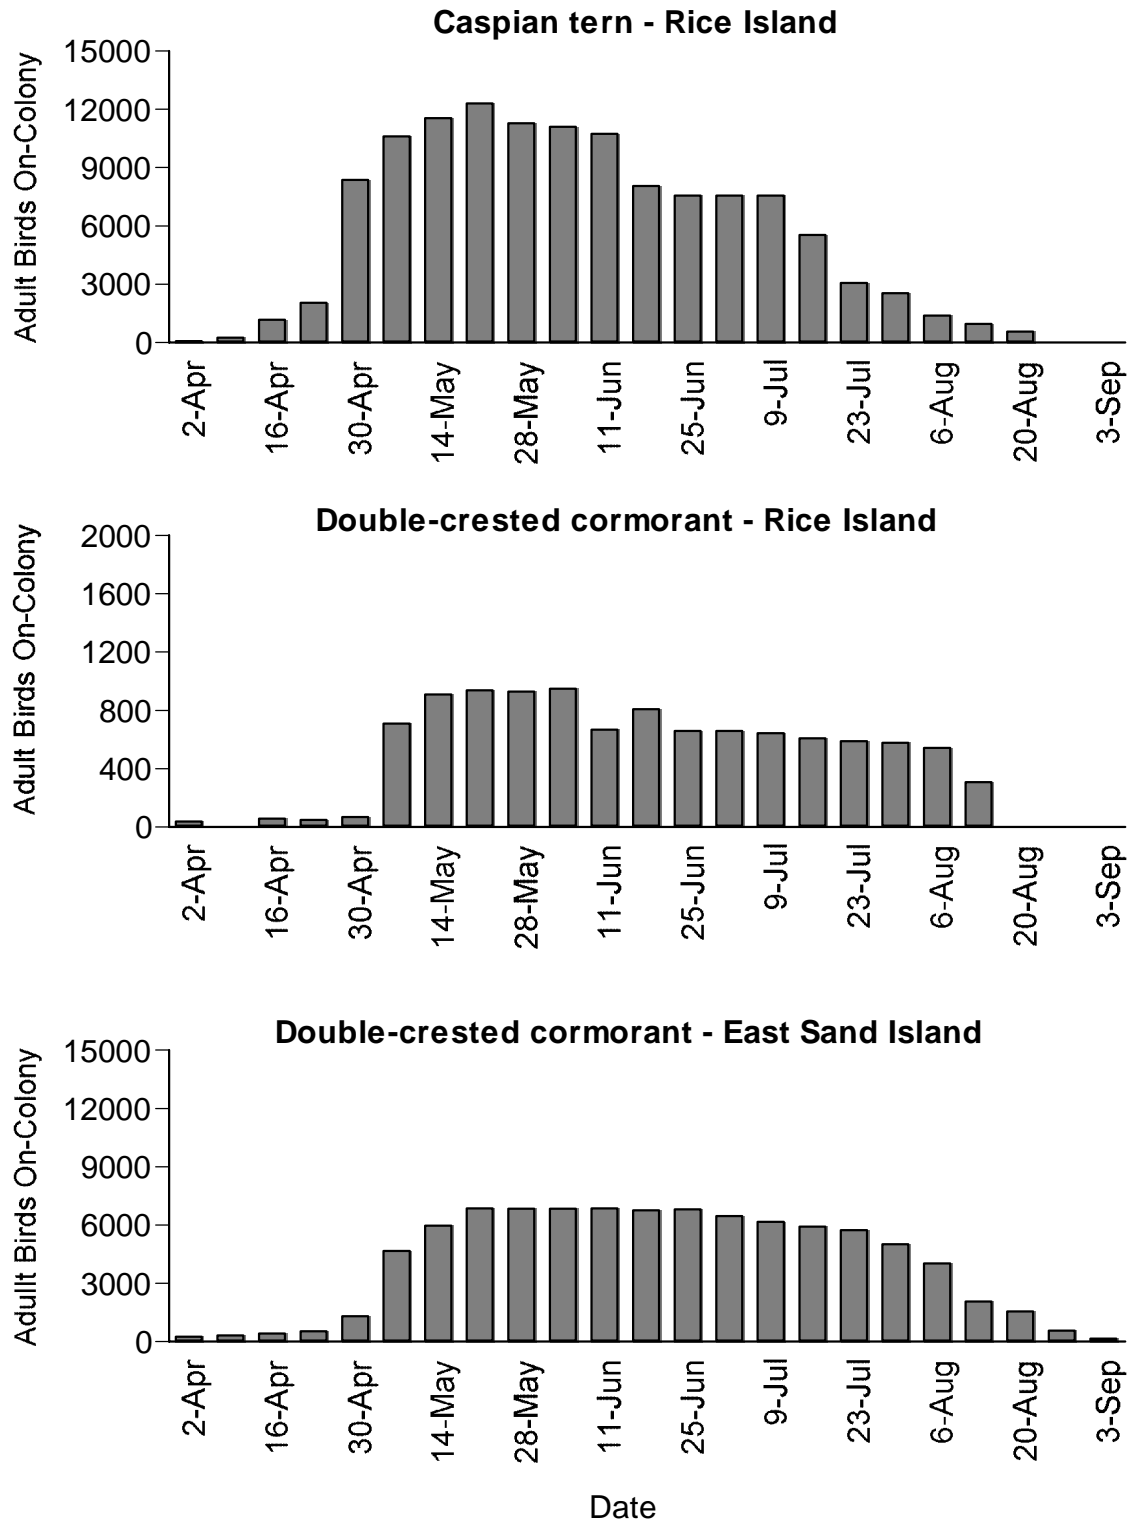 Caspian tern - Rice Island
Adult Birds On-Colony
15000
12000
9000
6000
3000
0
2-Apr
16-Apr
30-Apr
14-May
28-May
11-Jun
25-Jun
9-Jul
23-Jul
6-Aug
20-Aug
3-Sep
Double-crested cormorant - Rice Island
Adult Birds On-Colony
2000
1600
1200
800
400
0
2-Apr
16-Apr
30-Apr
14-May
28-May
11-Jun
25-Jun
9-Jul
23-Jul
6-Aug
20-Aug
3-Sep
Double-crested cormorant - East Sand Island
Adullt Birds On-Colony
15000
12000
9000
6000
3000
0
2-Apr
16-Apr
30-Apr
14-May
28-May
11-Jun
25-Jun
9-Jul
23-Jul
6-Aug
20-Aug
3-Sep
Date